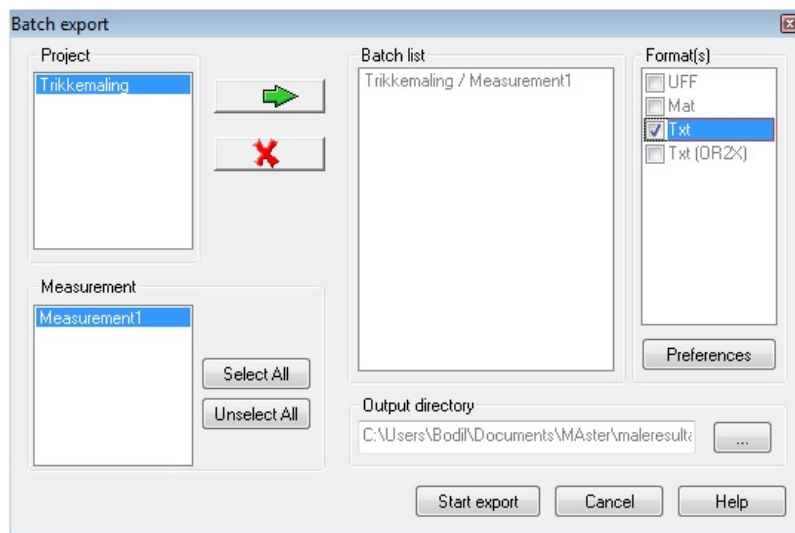 Batch export
Project
Trikkemaling
Batch list
Trikkemaling / Measurement1
Format(s)
UFF
Mat
Txt
Txt (OR2X)
Preferences
Measurement
Measurement1
Select All
Unselect All
Output directory
C:\Users\Bodil\Documents\MAster\maleresulta
...
Start export
Cancel
Help